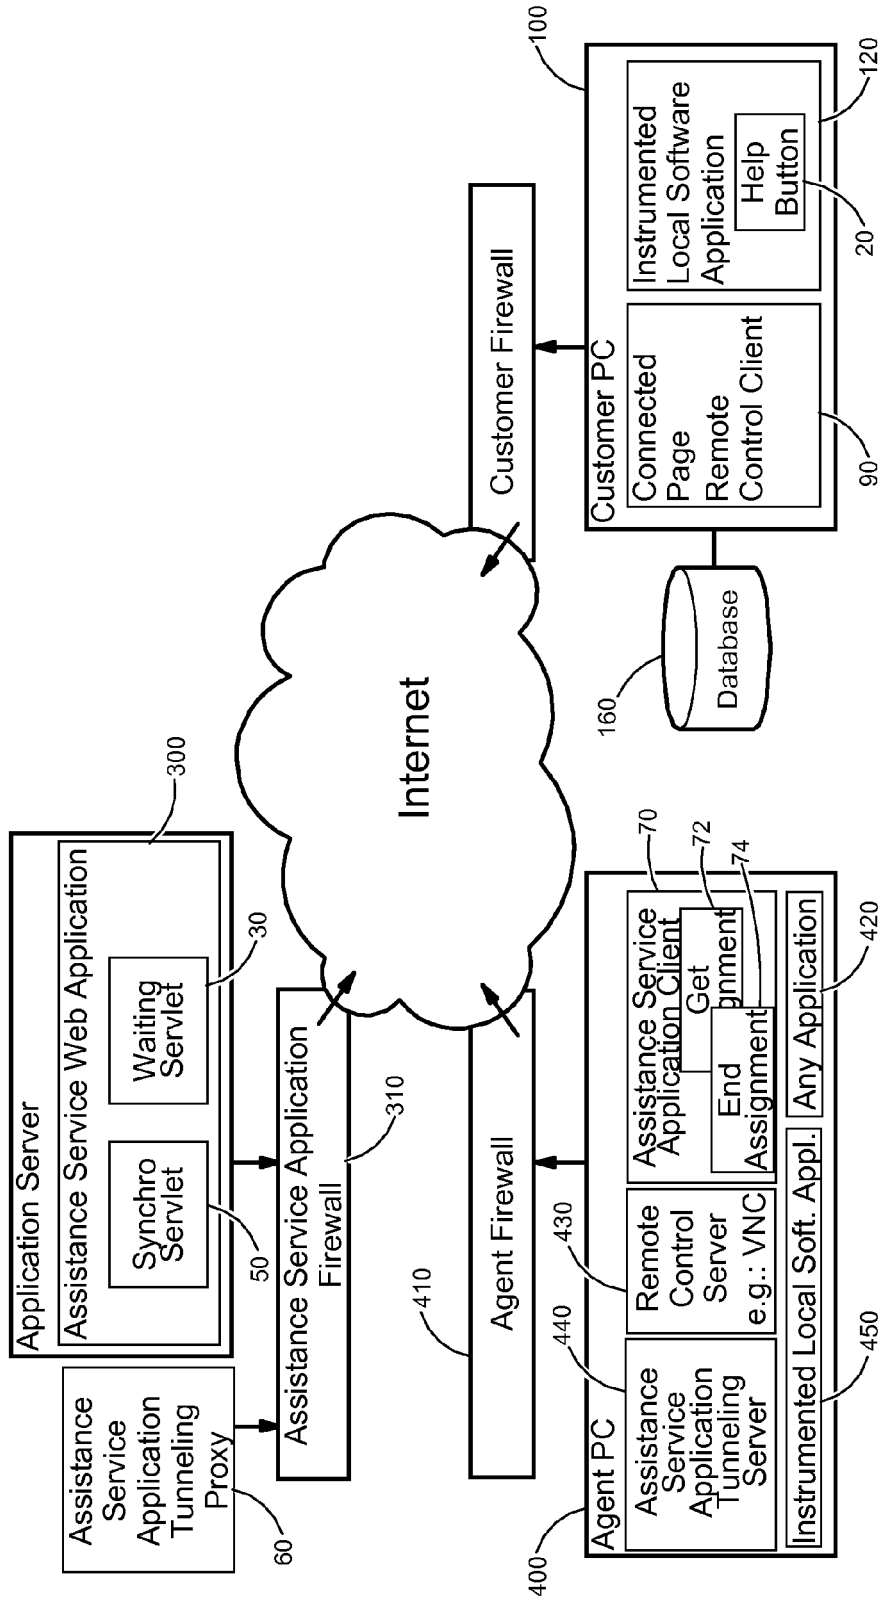 Assistance
Service
Application
Tunneling
Proxy
60
Application Server
Assistance Service Web Application
Synchro
Servlet
Waiting
Servlet
50
30
300
Assistance Service Application
Firewall
310
Internet
Agent Firewall
410
Customer Firewall
Agent PC
400
Assistance
Service
Application
Tunneling
Server
440
Remote
Control
Server
e.g.: VNC
430
Assistance Service
Application Client
70
Get
gnment
72
End
Assignment
74
Instrumented Local Soft. Appl.
450
Any Application
420
Database
160
Customer PC
100
Connected
Page
Remote
Control Client
90
Instrumented
Local Software
Application
Help
Button
20
120